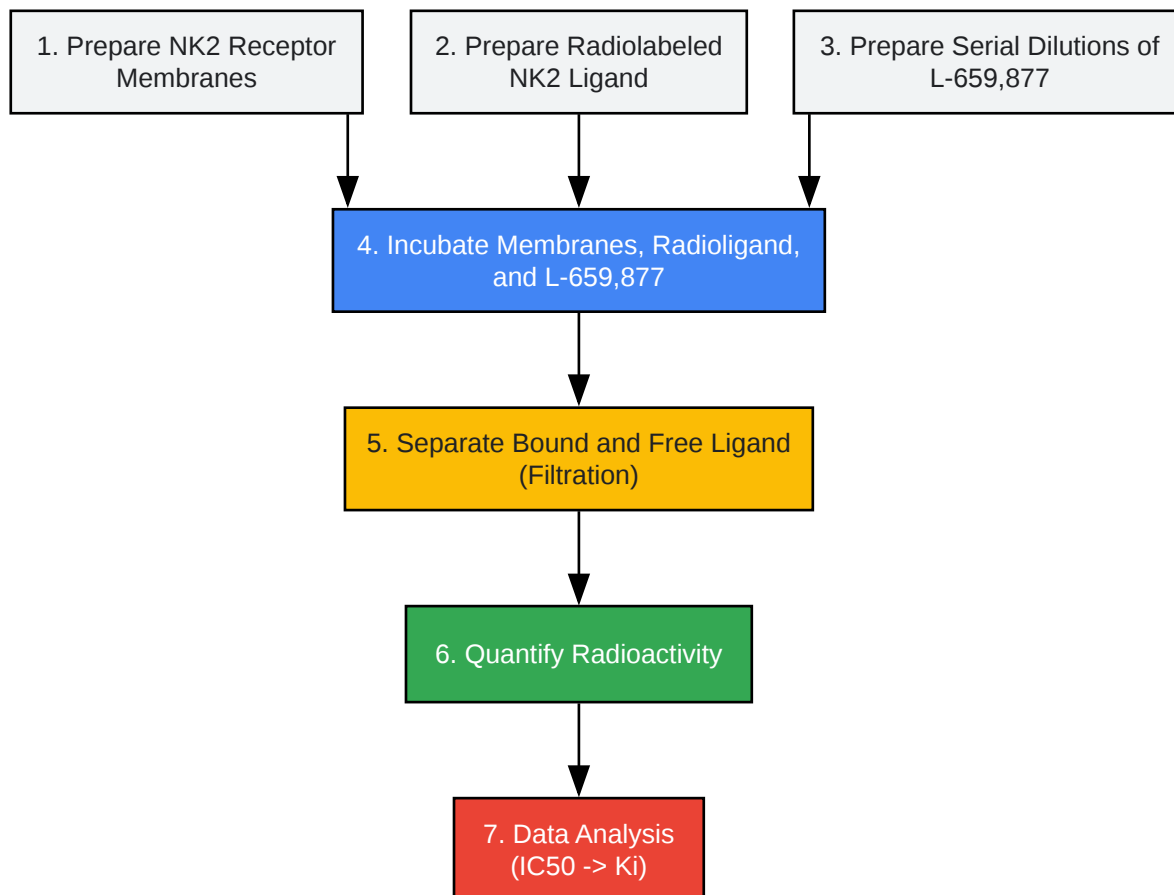 1. Prepare NK2 Receptor
Membranes
2. Prepare Radiolabeled
NK2 Ligand
3. Prepare Serial Dilutions of
L-659,877
4. Incubate Membranes, Radioligand,
and L-659,877
5. Separate Bound and Free Ligand
(Filtration)
6. Quantify Radioactivity
7. Data Analysis
(IC50 -> Ki)